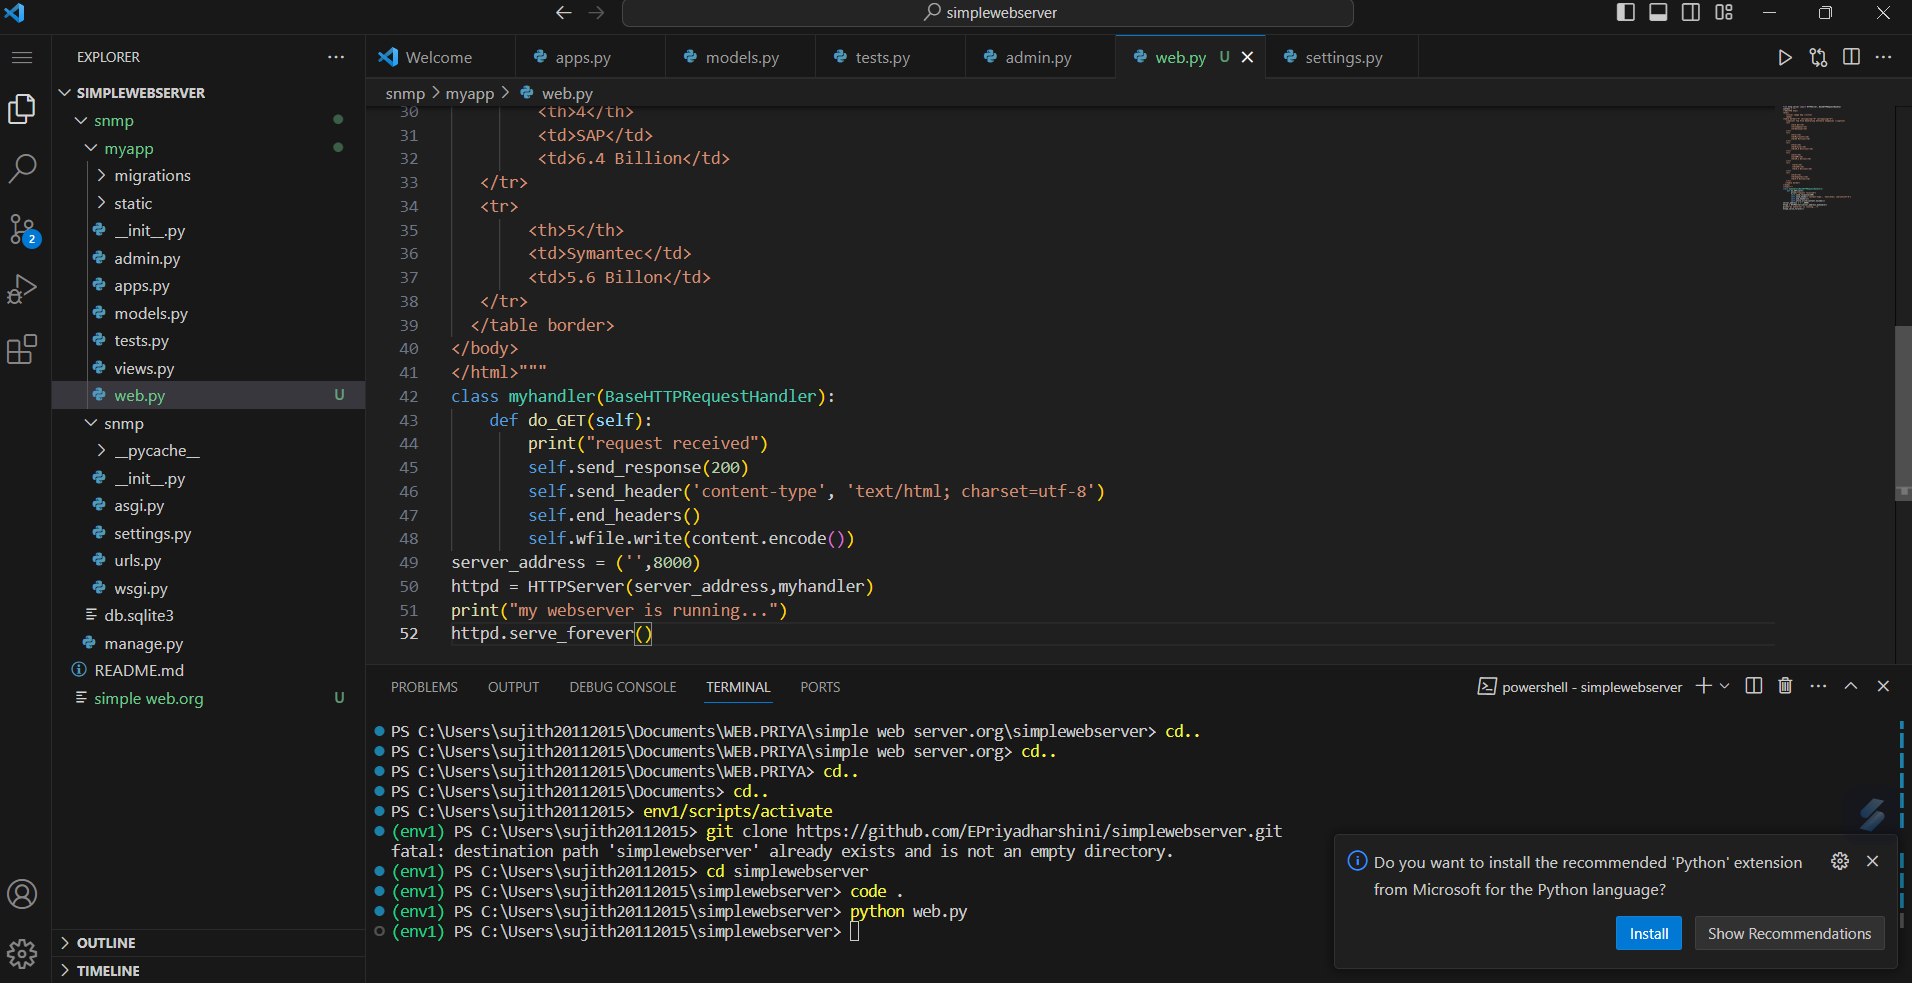 simplewebserver
EXPLORER
SIMPLEWEBSERVER
snmp
myapp
migrations
static
__init__.py
admin.py
apps.py
models.py
tests.py
views.py
web.py U
snmp
__pycache__
__init__.py
asgi.py
settings.py
urls.py
wsgi.py
db.sqlite3
manage.py
README.md
simple web.org U
OUTLINE
TIMELINE
2
Welcome apps.py models.py tests.py admin.py web.py U settings.py
snmp > myapp > web.py
30 <th>4</th>
31 <td>SAP</td>
32 <td>6.4 Billion</td>
33 </tr>
34 <tr>
35 <th>5</th>
36 <td>Symantec</td>
37 <td>5.6 Billon</td>
38 </tr>
39 </table border>
40 </body>
41 </html>"""
42 class myhandler(BaseHTTPRequestHandler):
43 def do_GET(self):
44 print("request received")
45 self.send_response(200)
46 self.send_header('content-type', 'text/html; charset=utf-8')
47 self.end_headers()
48 self.wfile.write(content.encode())
49 server_address = ('',8000)
50 httpd = HTTPServer(server_address,myhandler)
51 print("my webserver is running...")
52 httpd.serve_forever()
PROBLEMS OUTPUT DEBUG CONSOLE TERMINAL PORTS
powershell - simplewebserver
PS C:\Users\sujith20112015\Documents\WEB.PRIYA\simple web server.org\simplewebserver> cd..
PS C:\Users\sujith20112015\Documents\WEB.PRIYA\simple web server.org> cd..
PS C:\Users\sujith20112015\Documents\WEB.PRIYA> cd..
PS C:\Users\sujith20112015\Documents> cd..
PS C:\Users\sujith20112015> env1/scripts/activate
(env1) PS C:\Users\sujith20112015> git clone https://github.com/EPriyadharshini/simplewebserver.git
fatal: destination path 'simplewebserver' already exists and is not an empty directory.
(env1) PS C:\Users\sujith20112015> cd simplewebserver
(env1) PS C:\Users\sujith20112015\simplewebserver> code .
(env1) PS C:\Users\sujith20112015\simplewebserver> python web.py
(env1) PS C:\Users\sujith20112015\simplewebserver>
Do you want to install the recommended 'Python' extension
from Microsoft for the Python language?
Install Show Recommendations